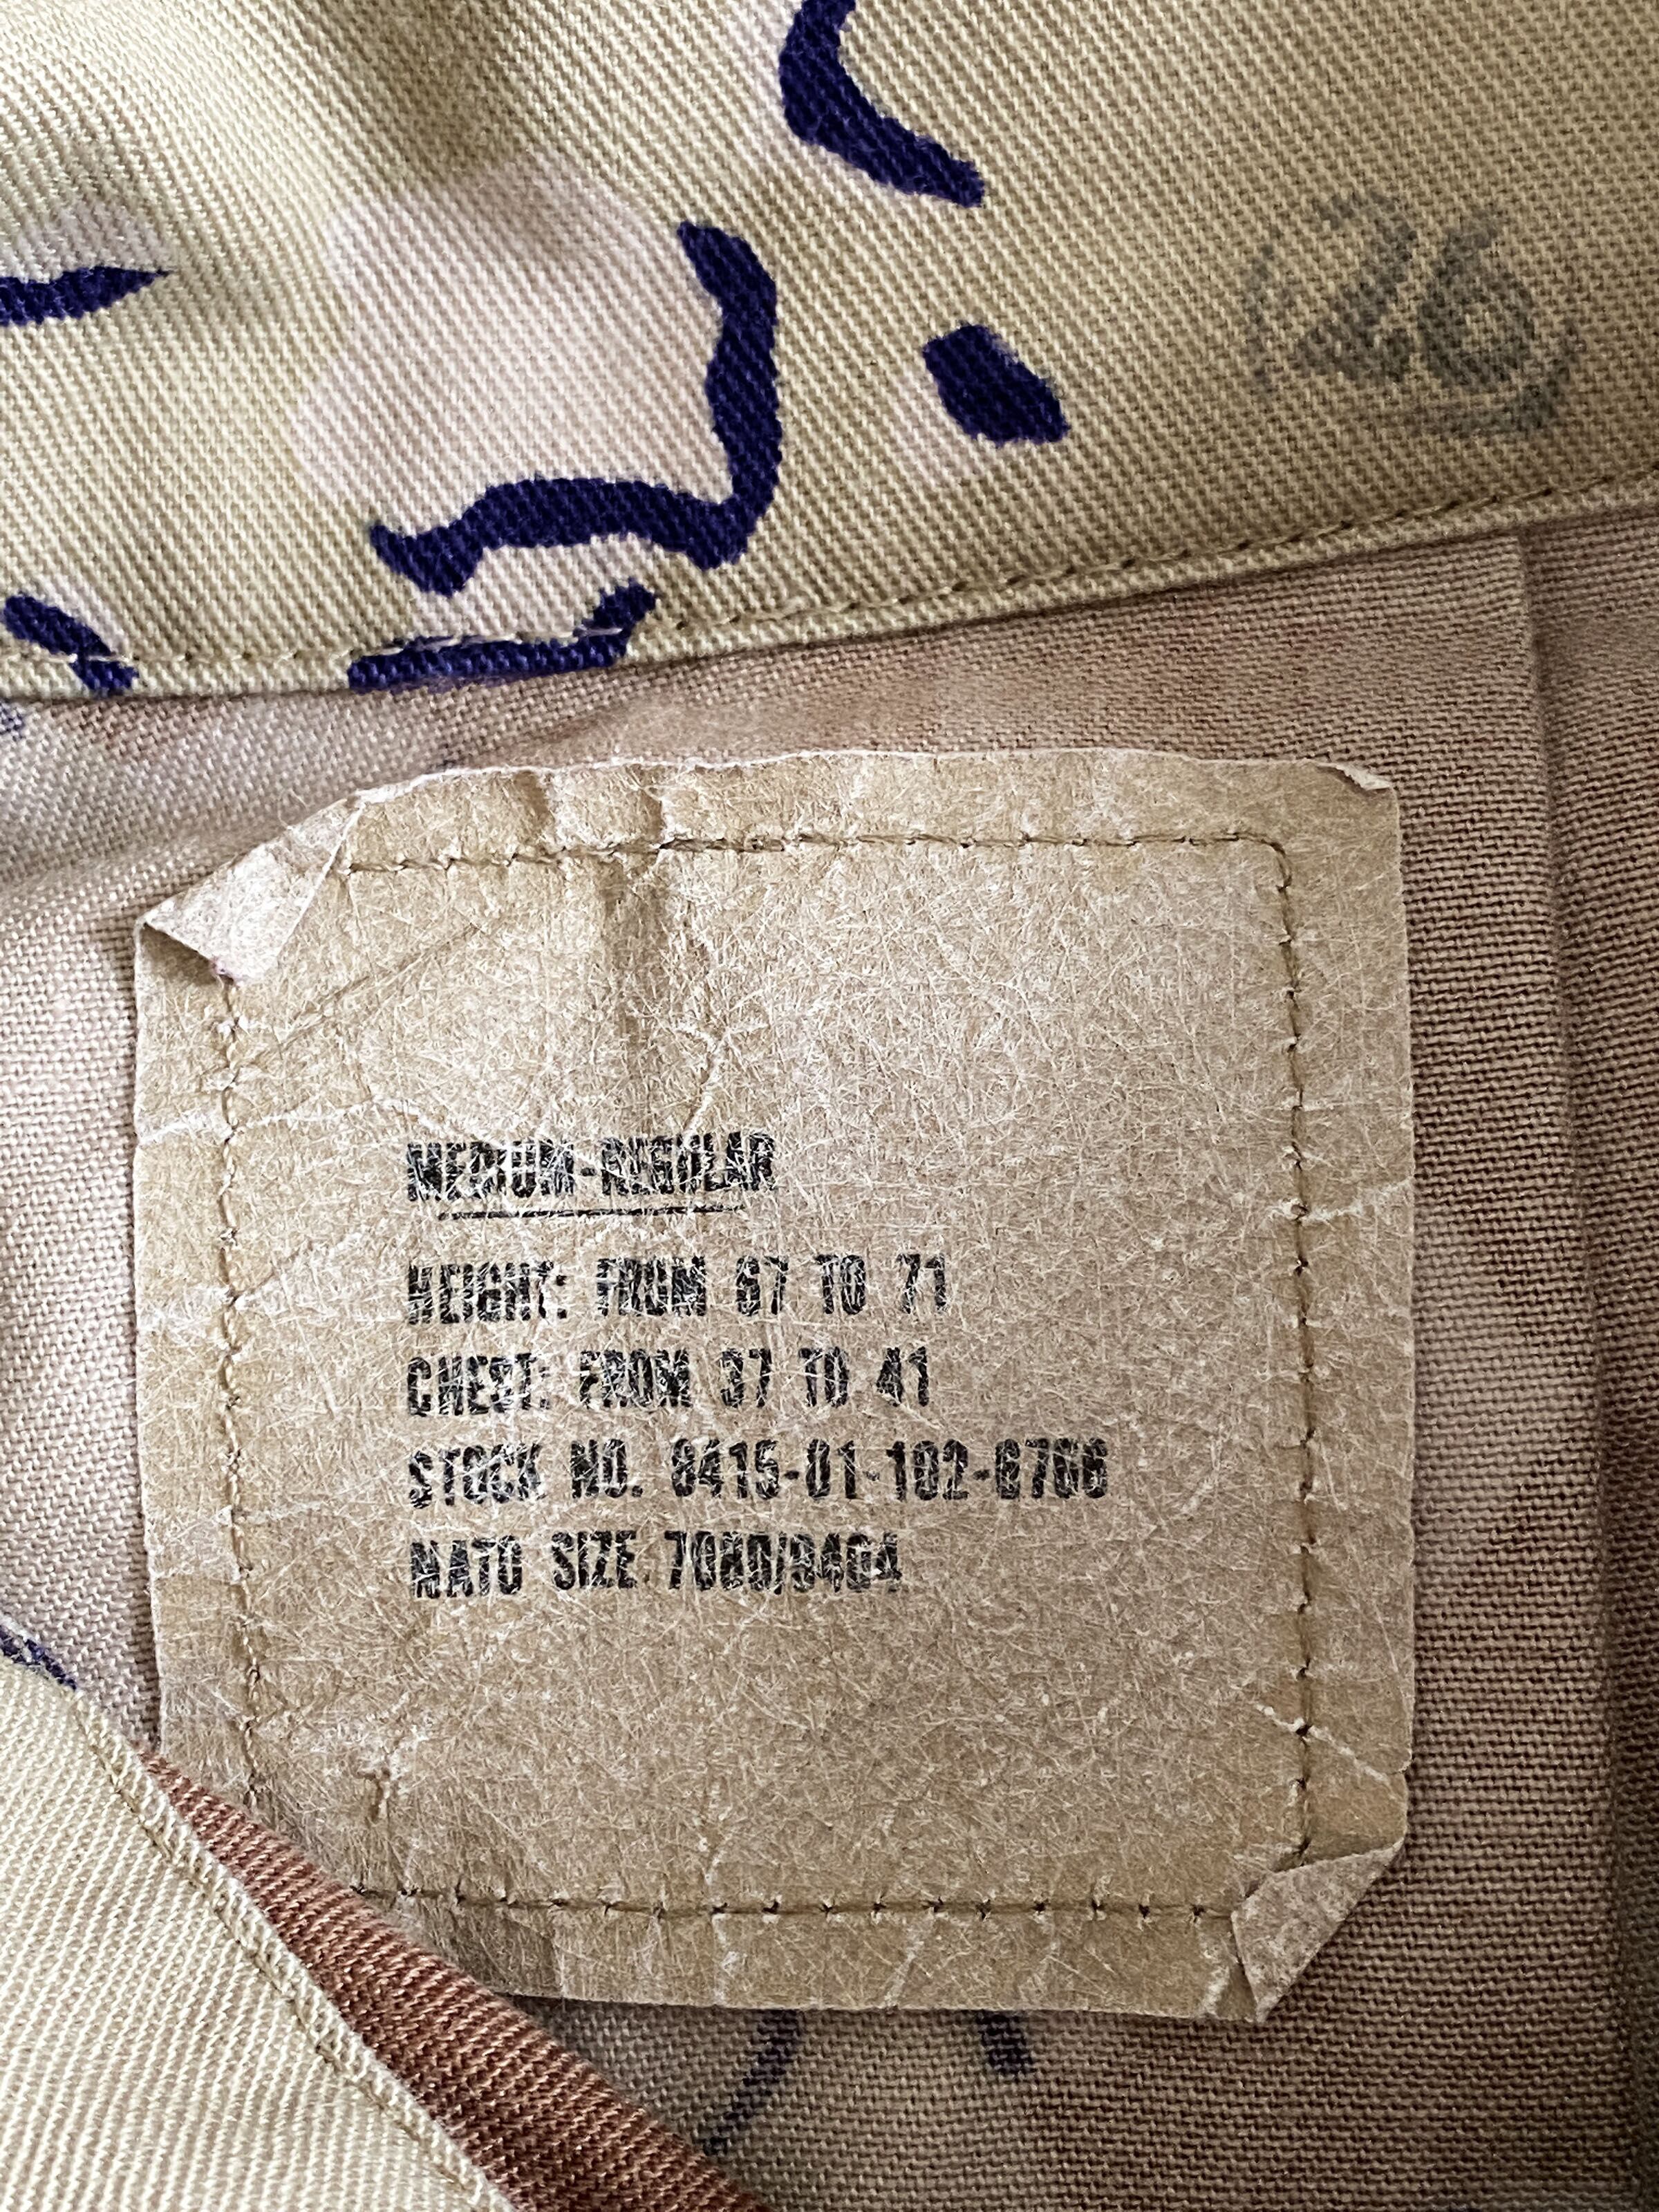 26
MEDIUM-REGULAR
HEIGHT: FROM 67 TO 71
CHEST: FROM 37 TO 41
STOCK NO. 8415-01-102-6766
NATO SIZE 7080/9404